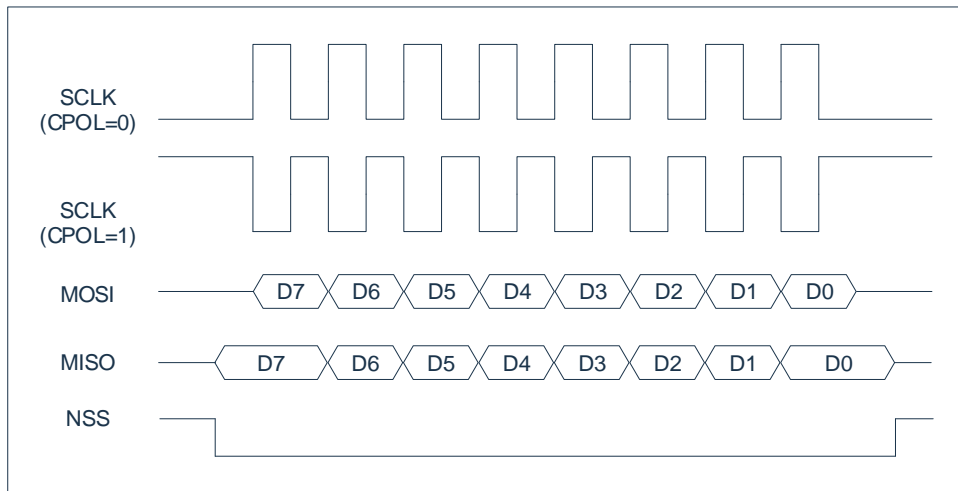 SCLK
(CPOL=0)
SCLK
(CPOL=1)
MOSI D7 D6 D5 D4 D3 D2 D1 D0
MISO D7 D6 D5 D4 D3 D2 D1 D0
NSS